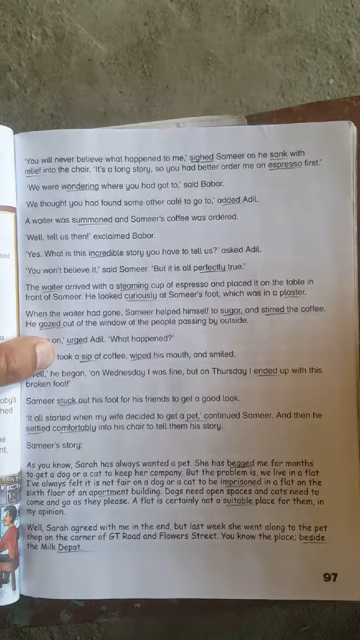 'You will never believe what happened to me,' sighed Sameer as he sank with
relief into the chair. 'It's a long story, so you had better order me an espresso first.'
'We were wondering where you had got to,' said Babar.
'We thought you had found some other café to go to,' added Adil.
A waiter was summoned and Sameer's coffee was ordered.
'Well, tell us then!' exclaimed Babar.
'Yes. What is this incredible story you have to tell us?' asked Adil.
'You won't believe it,' said Sameer. 'But it is all perfectly true.'
The waiter arrived with a steaming cup of espresso and placed it on the table in
front of Sameer. He looked curiously at Sameer's foot, which was in a plaster.
When the waiter had gone, Sameer helped himself to sugar, and stirred the coffee.
He gazed out of the window at the people passing by outside.
on,' urged Adil. 'What happened?'
took a sip of coffee, wiped his mouth, and smiled.
he began, 'on Wednesday I was fine, but on Thursday I ended up with this
broken foot!'
Sameer stuck out his foot for his friends to get a good look.
'It all started when my wife decided to get a pet,' continued Sameer. And then he
settled comfortably into his chair to tell them his story.
Sameer's story:
As you know, Sarah has always wanted a pet. She has begged me for months
to get a dog or a cat to keep her company. But the problem is, we live in a flat
I've always felt it is not fair on a dog or a cat to be imprisoned in a flat on the
sixth floor of an apartment building. Dogs need open spaces and cats need to
come and go as they please. A flat is certainly not a suitable place for them, in
my opinion.
Well, Sarah agreed with me in the end, but last week she went along to the pet
shop on the corner of GT Road and Flowers Street. You know the place; beside
the Milk Depot.
97